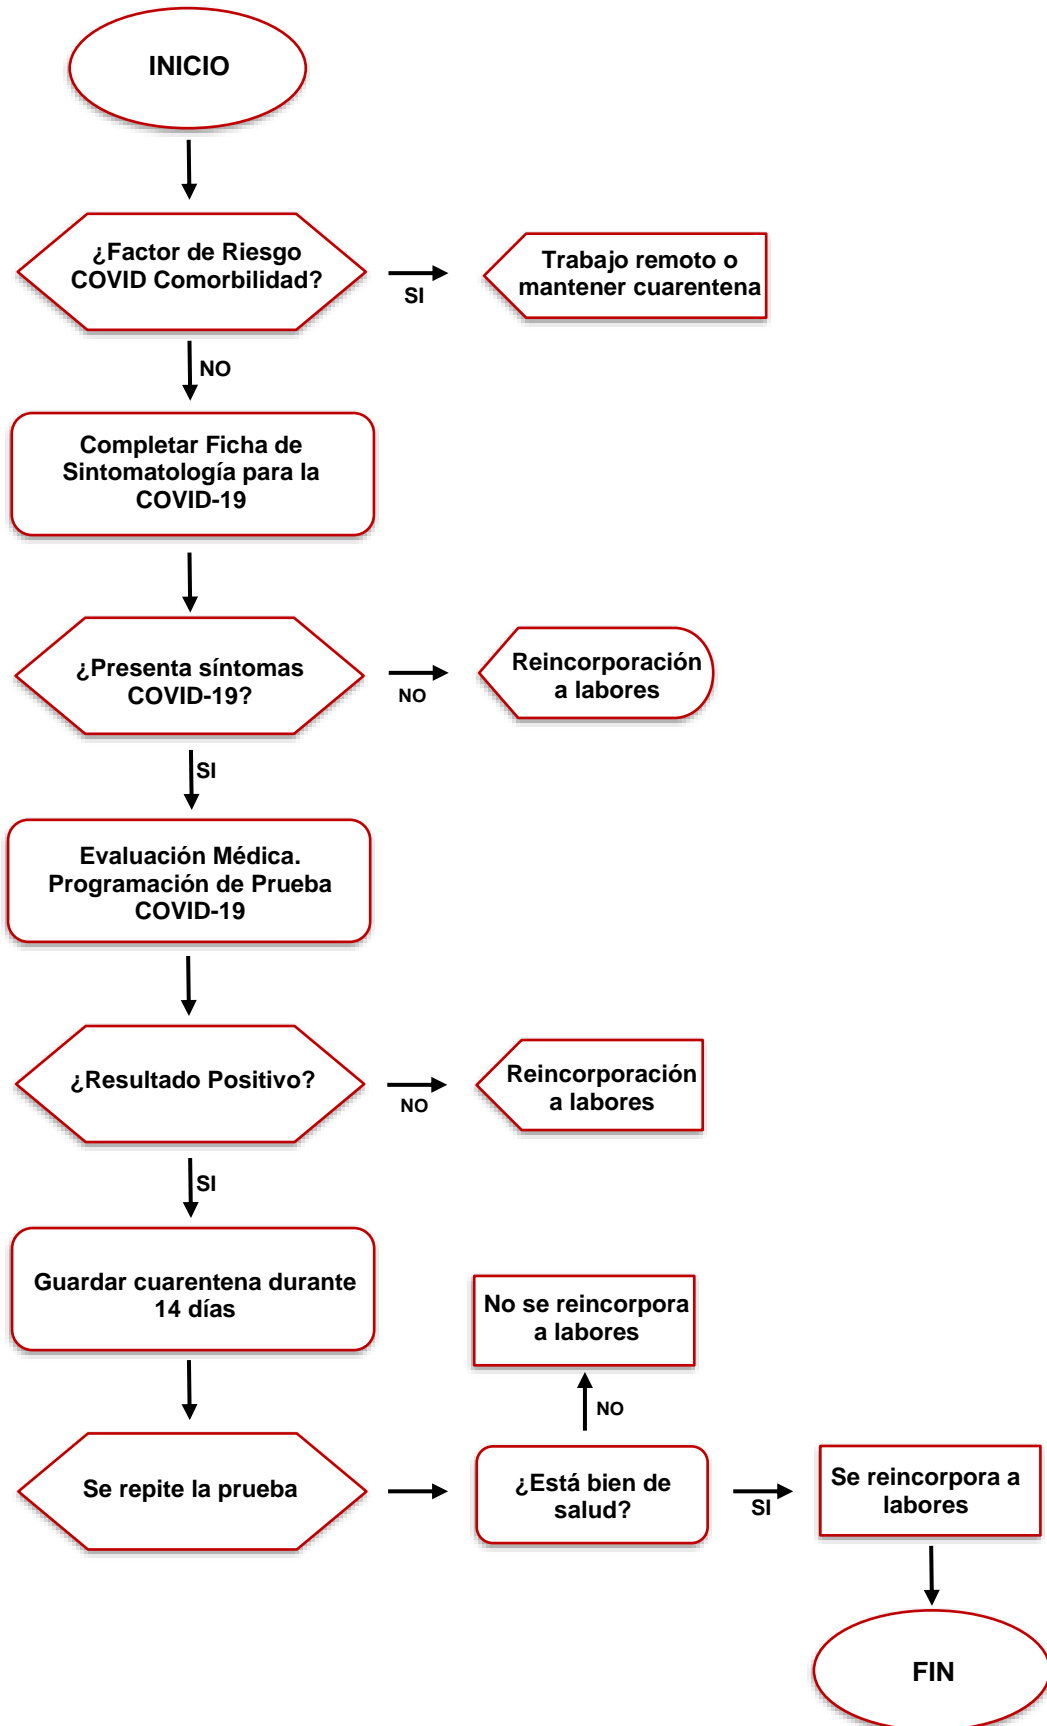 INICIO
¿Factor de Riesgo
COVID Comorbilidad?
SI
Trabajo remoto o
mantener cuarentena
NO
Completar Ficha de
Sintomatología para la
COVID-19
¿Presenta síntomas
COVID-19?
NO
Reincorporación
a labores
SI
Evaluación Médica.
Programación de Prueba
COVID-19
¿Resultado Positivo?
NO
Reincorporación
a labores
SI
Guardar cuarentena durante
14 días
No se reincorpora
a labores
NO
Se repite la prueba
¿Está bien de
salud?
SI
Se reincorpora a
labores
FIN